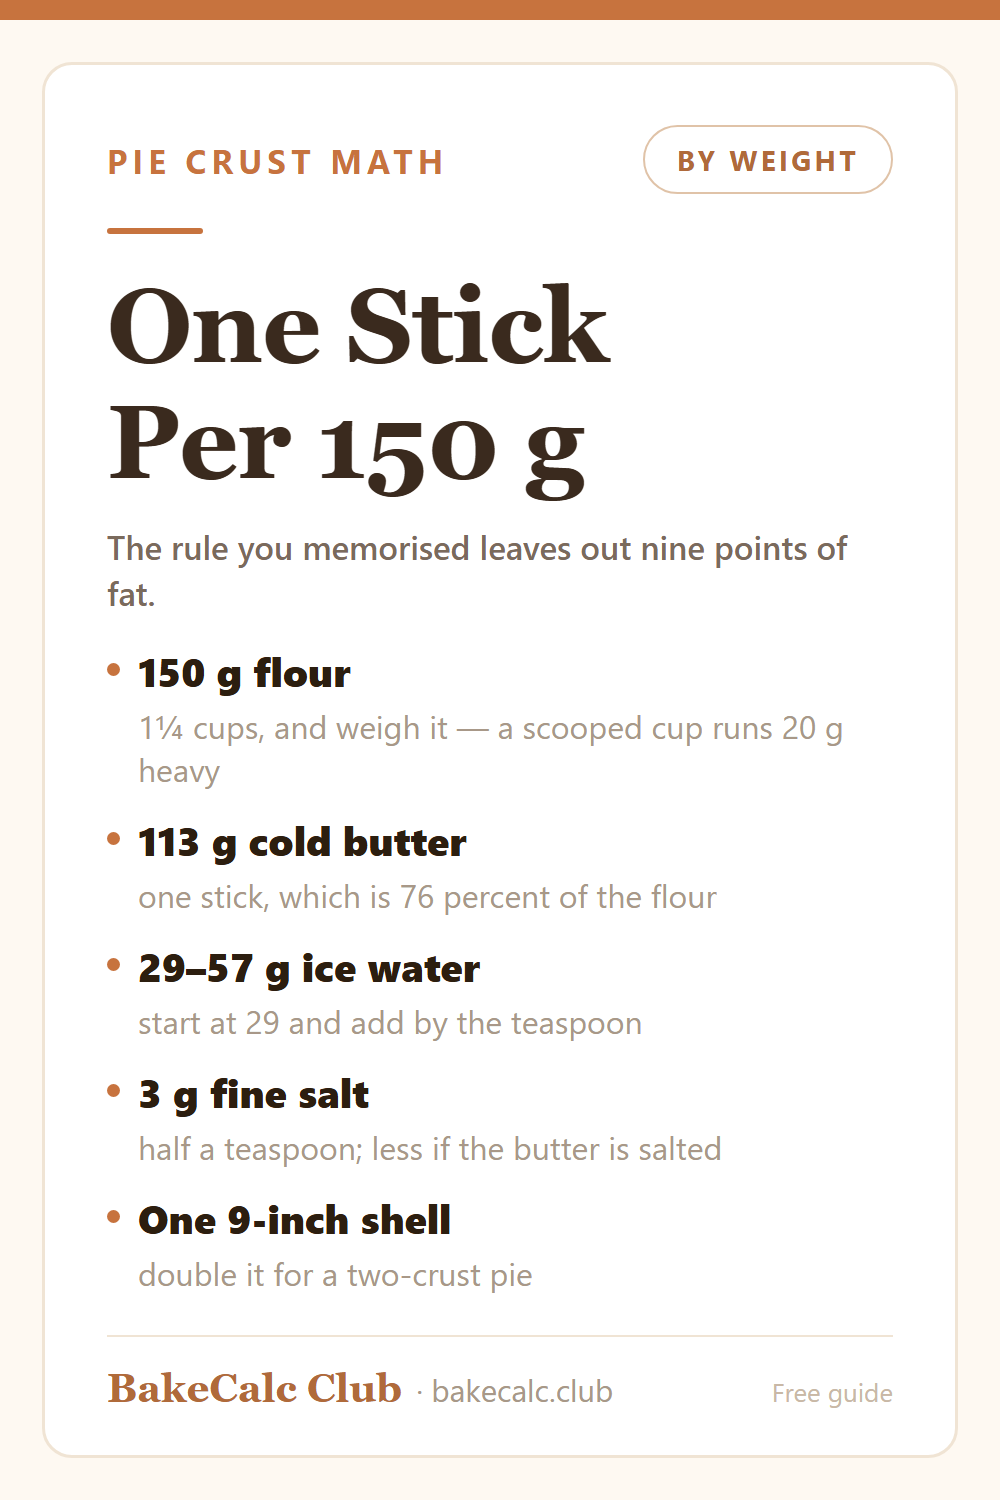 PIE CRUST MATH
BY WEIGHT
One Stick
Per 150 g
The rule you memorised leaves out nine points of
fat.
• 150 g flour
1¼ cups, and weigh it — a scooped cup runs 20 g
heavy
• 113 g cold butter
one stick, which is 76 percent of the flour
• 29–57 g ice water
start at 29 and add by the teaspoon
• 3 g fine salt
half a teaspoon; less if the butter is salted
• One 9-inch shell
double it for a two-crust pie
BakeCalc Club · bakecalc.club
Free guide